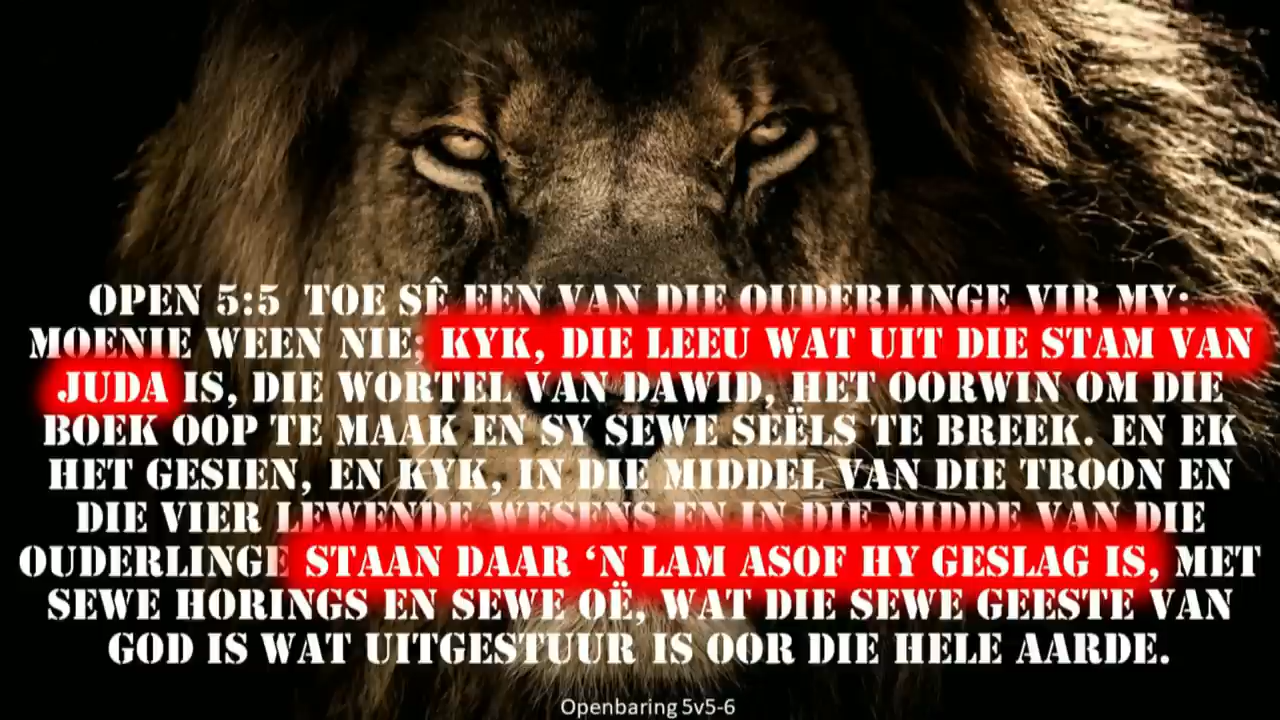 OPEN 5:5 TOE SÊ EEN VAN DIE OUDERLINGE VIR MY:
MOENIE WEEN NIE; KYK, DIE LEEU WAT UIT DIE STAM VAN
JUDA IS, DIE WORTEL VAN DAWID, HET OORWIN OM DIE
BOEK OOP TE MAAK EN SY SEWE SEËLS TE BREEK. EN EK
HET GESIEN, EN KYK, IN DIE MIDDEL VAN DIE TROON EN
DIE VIER LEWENDE WESENS EN IN DIE MIDDE VAN DIE
OUDERLINGE STAAN DAAR ‘N LAM ASOF HY GESLAG IS, MET
SEWE HORINGS EN SEWE OË, WAT DIE SEWE GEESTE VAN
GOD IS WAT UITGESTUUR IS OOR DIE HELE AARDE.
Openbaring 5v5-6